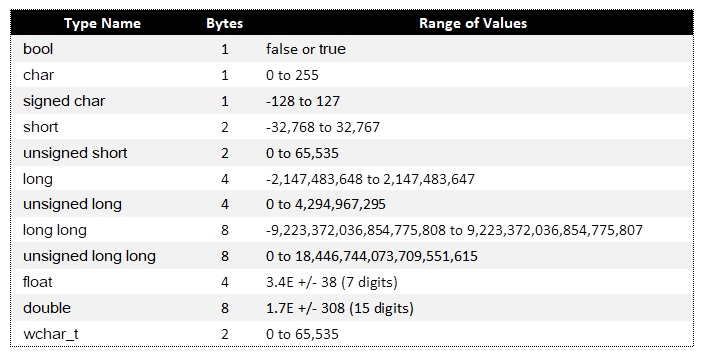 Type Name Bytes Range of Values
bool 1 false or true
char 1 0 to 255
signed char 1 -128 to 127
short 2 -32,768 to 32,767
unsigned short 2 0 to 65,535
long 4 -2,147,483,648 to 2,147,483,647
unsigned long 4 0 to 4,294,967,295
long long 8 -9,223,372,036,854,775,808 to 9,223,372,036,854,775,807
unsigned long long 8 0 to 18,446,744,073,709,551,615
float 4 3.4E +/- 38 (7 digits)
double 8 1.7E +/- 308 (15 digits)
wchar_t 2 0 to 65,535